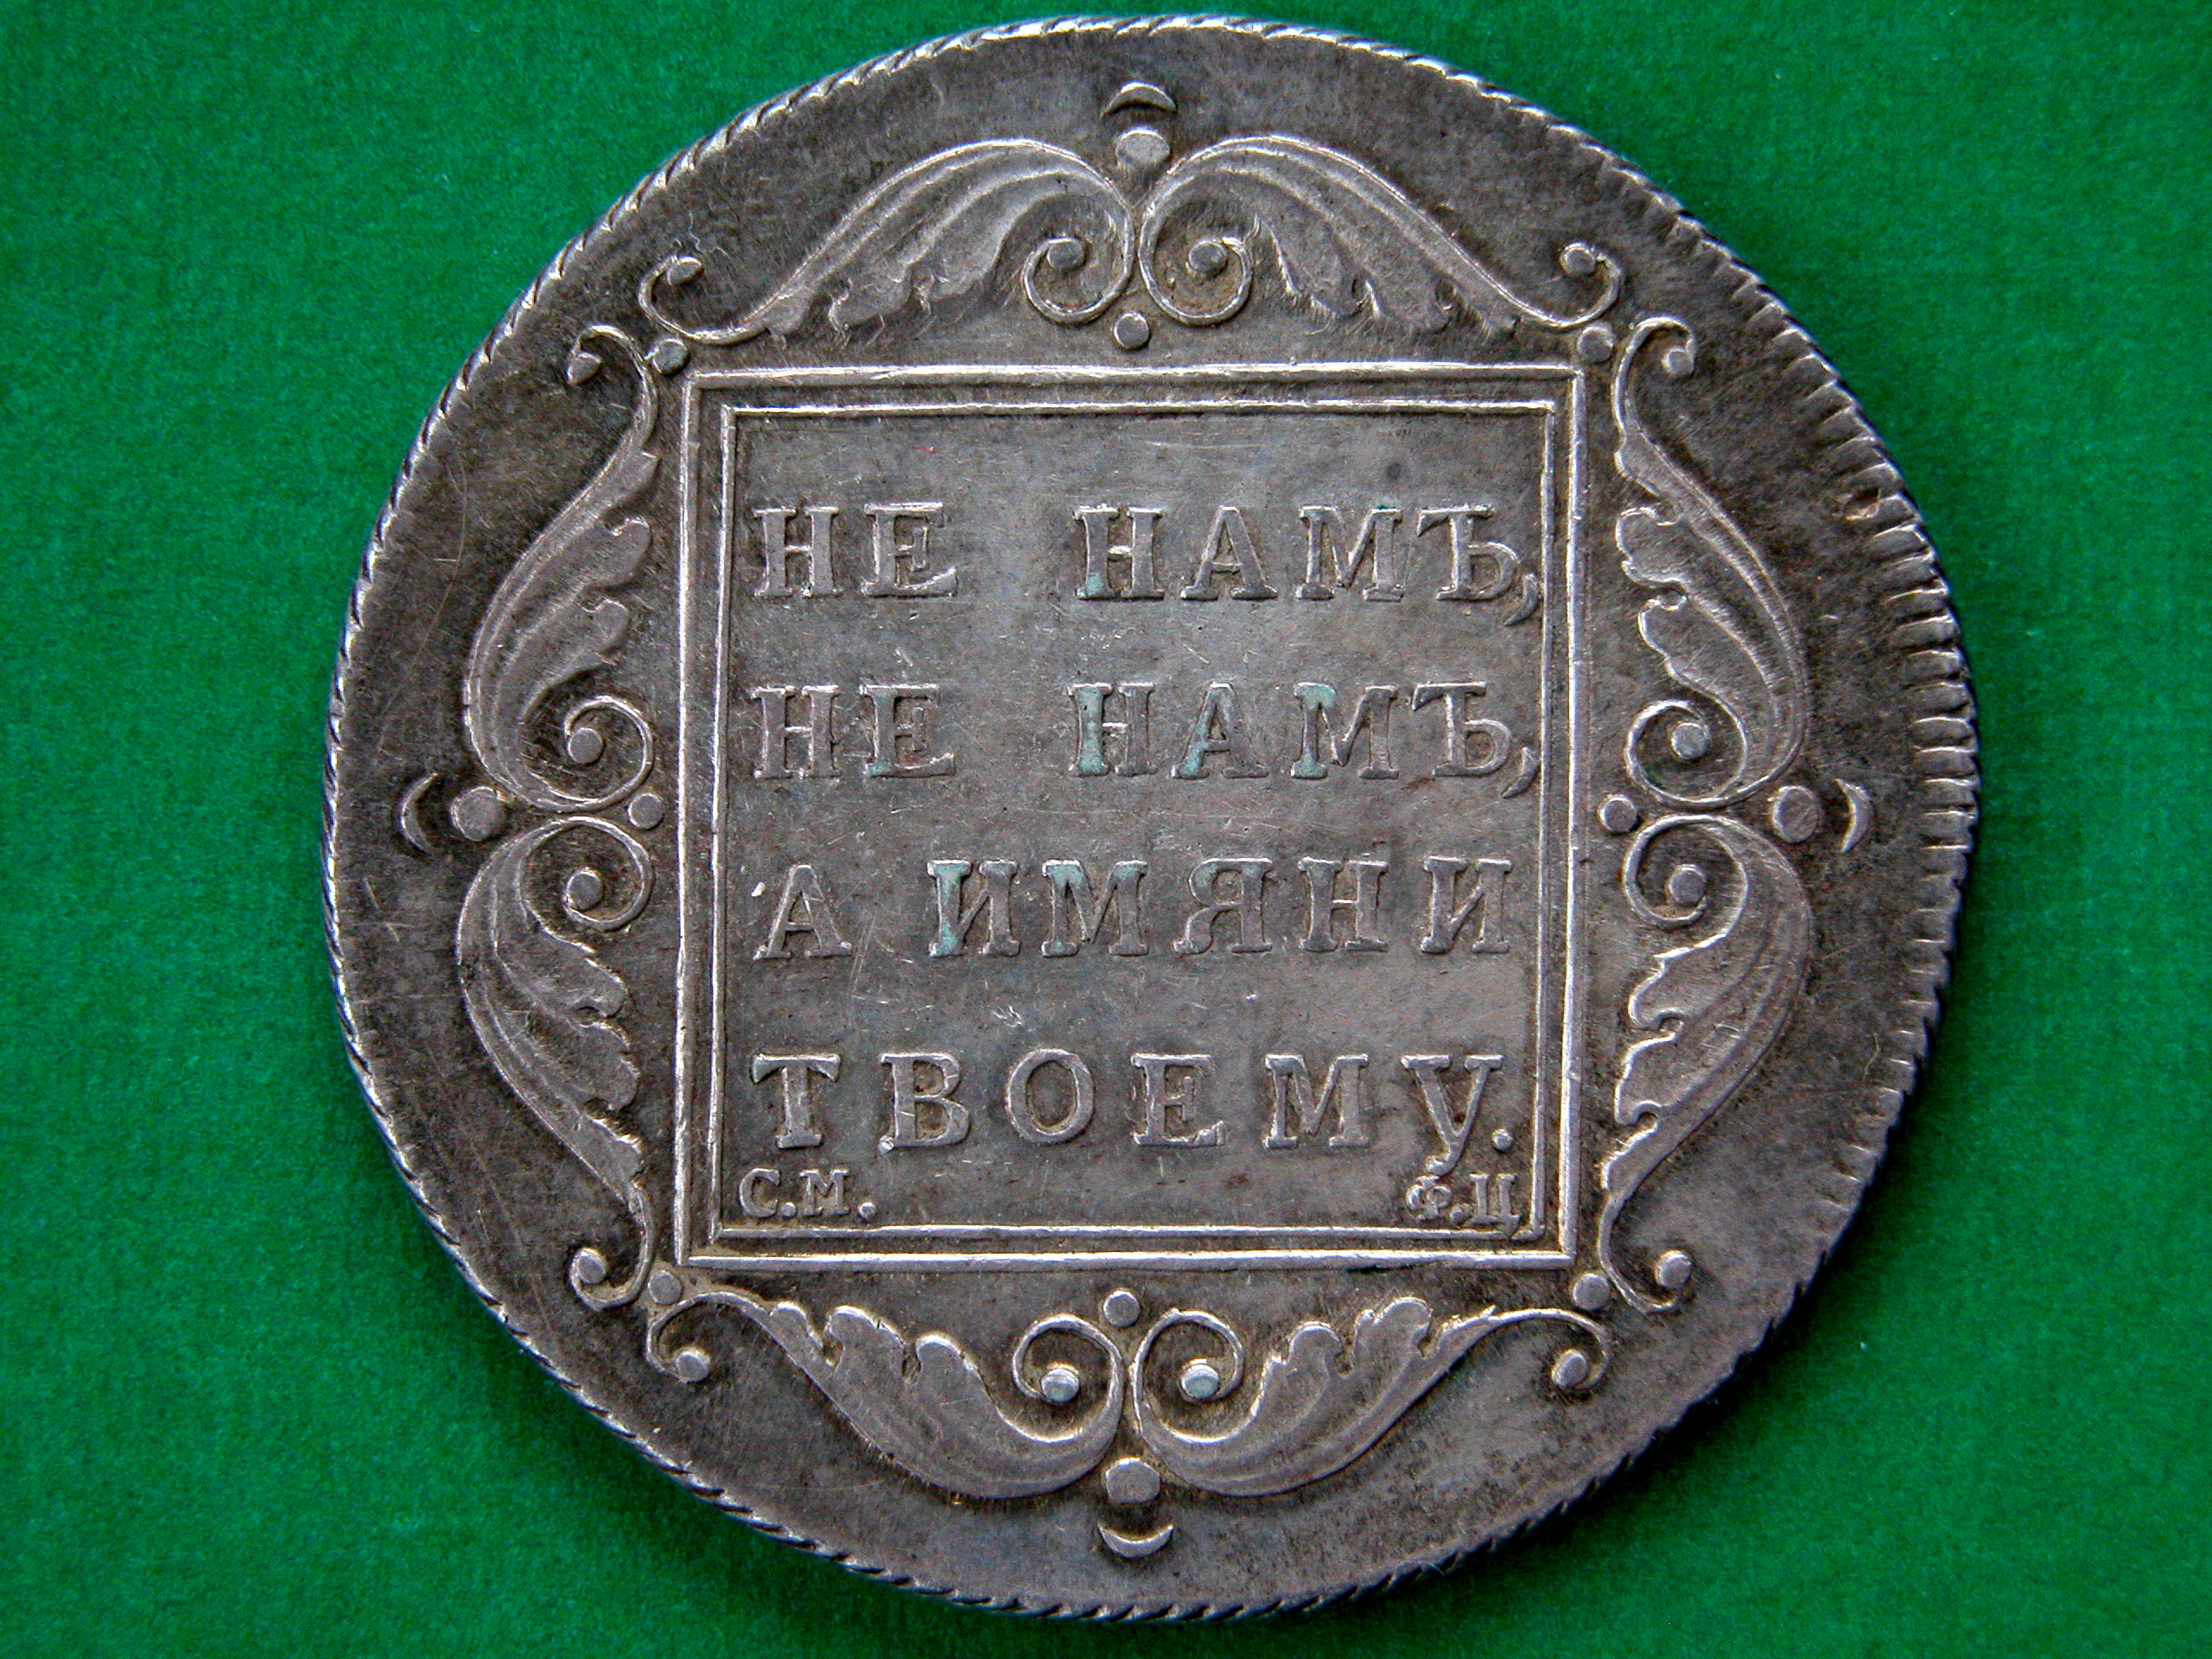 НЕ НАМЪ,
НЕ НАМЪ,
А ИМЯНИ
ТВОЕМУ.
С.М. Ф.Ц